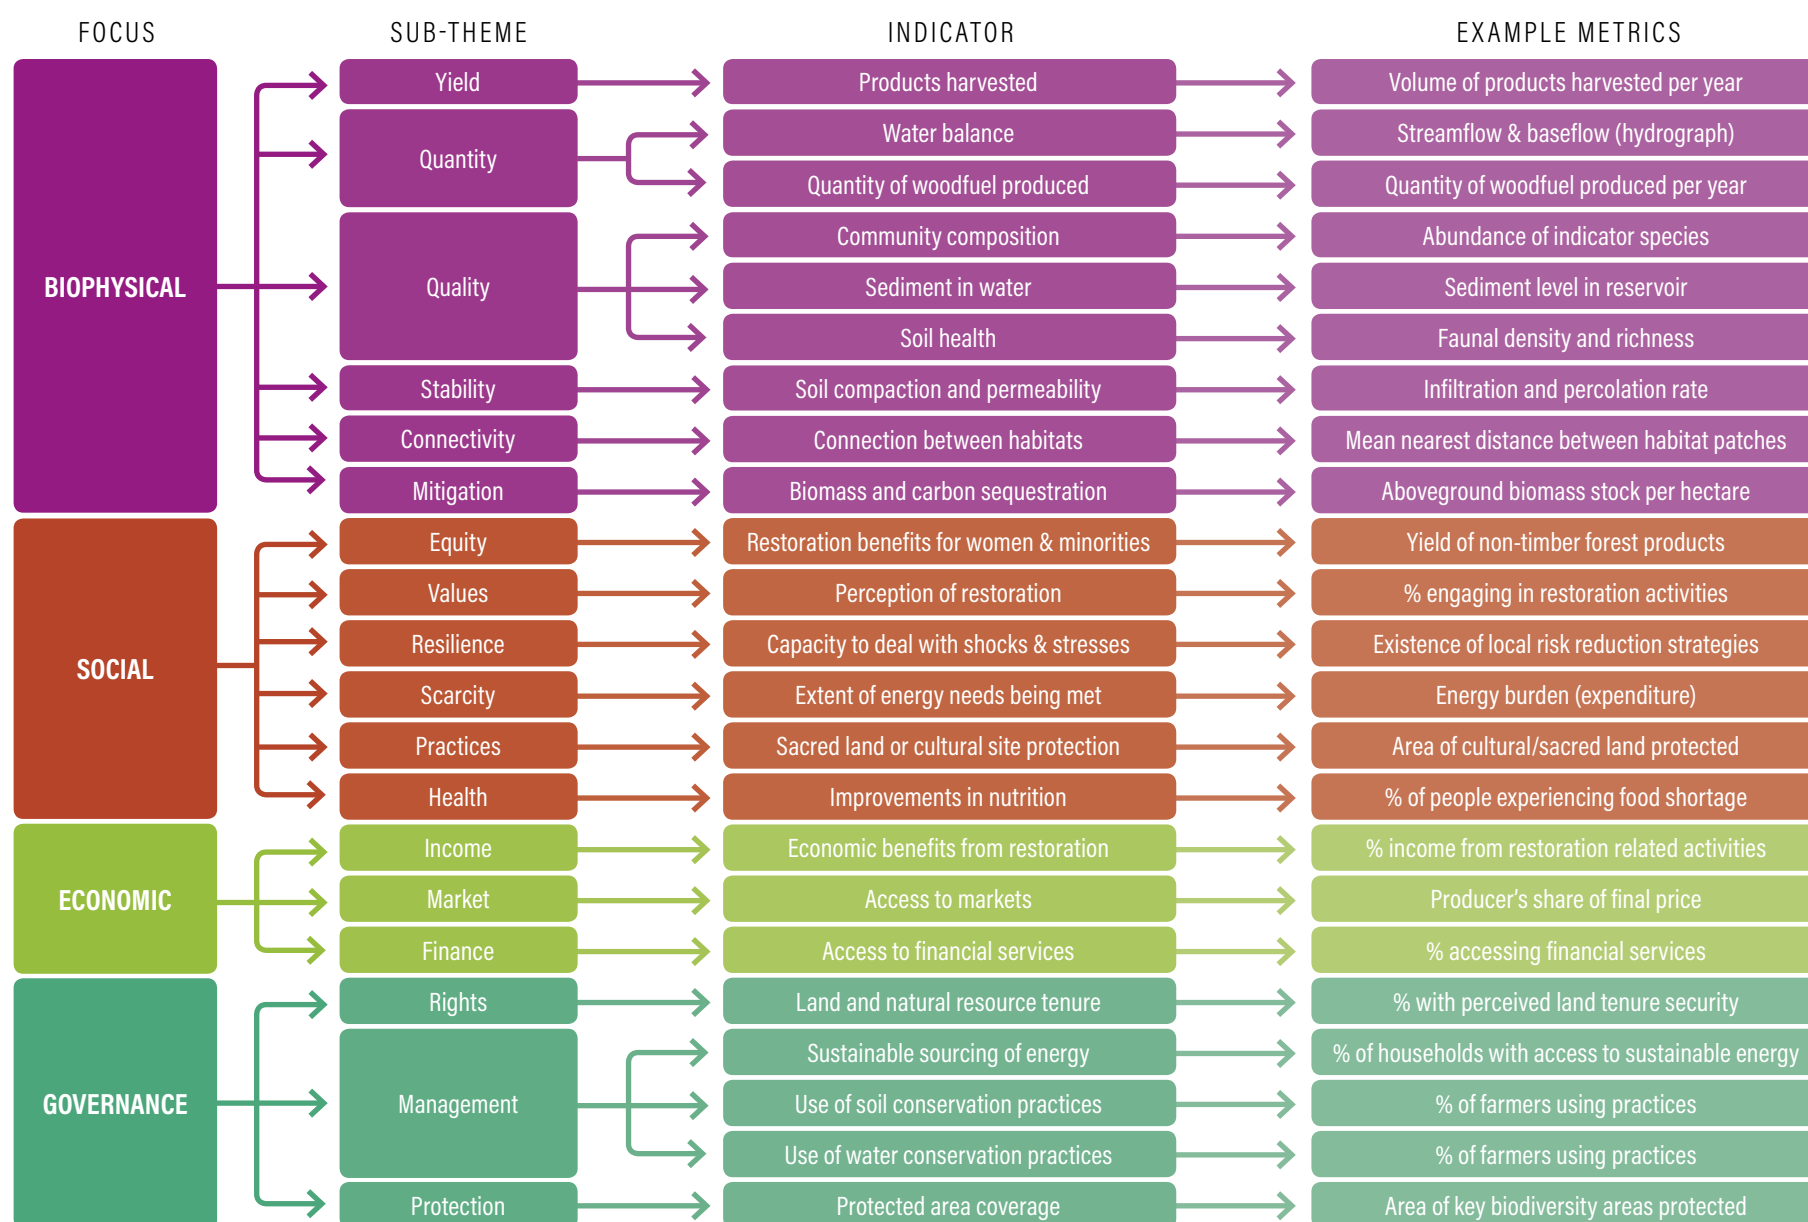 FOCUS SUB-THEME INDICATOR EXAMPLE METRICS
BIOPHYSICAL
Yield Products harvested Volume of products harvested per year
Quantity
Water balance Streamflow & baseflow (hydrograph)
Quantity of woodfuel produced Quantity of woodfuel produced per year
Quality
Community composition Abundance of indicator species
Sediment in water Sediment level in reservoir
Soil health Faunal density and richness
Stability Soil compaction and permeability Infiltration and percolation rate
Connectivity Connection between habitats Mean nearest distance between habitat patches
Mitigation Biomass and carbon sequestration Aboveground biomass stock per hectare
SOCIAL
Equity Restoration benefits for women & minorities Yield of non-timber forest products
Values Perception of restoration % engaging in restoration activities
Resilience Capacity to deal with shocks & stresses Existence of local risk reduction strategies
Scarcity Extent of energy needs being met Energy burden (expenditure)
Practices Sacred land or cultural site protection Area of cultural/sacred land protected
Health Improvements in nutrition % of people experiencing food shortage
ECONOMIC
Income Economic benefits from restoration % income from restoration related activities
Market Access to markets Producer's share of final price
Finance Access to financial services % accessing financial services
GOVERNANCE
Rights Land and natural resource tenure % with perceived land tenure security
Management
Sustainable sourcing of energy % of households with access to sustainable energy
Use of soil conservation practices % of farmers using practices
Use of water conservation practices % of farmers using practices
Protection Protected area coverage Area of key biodiversity areas protected